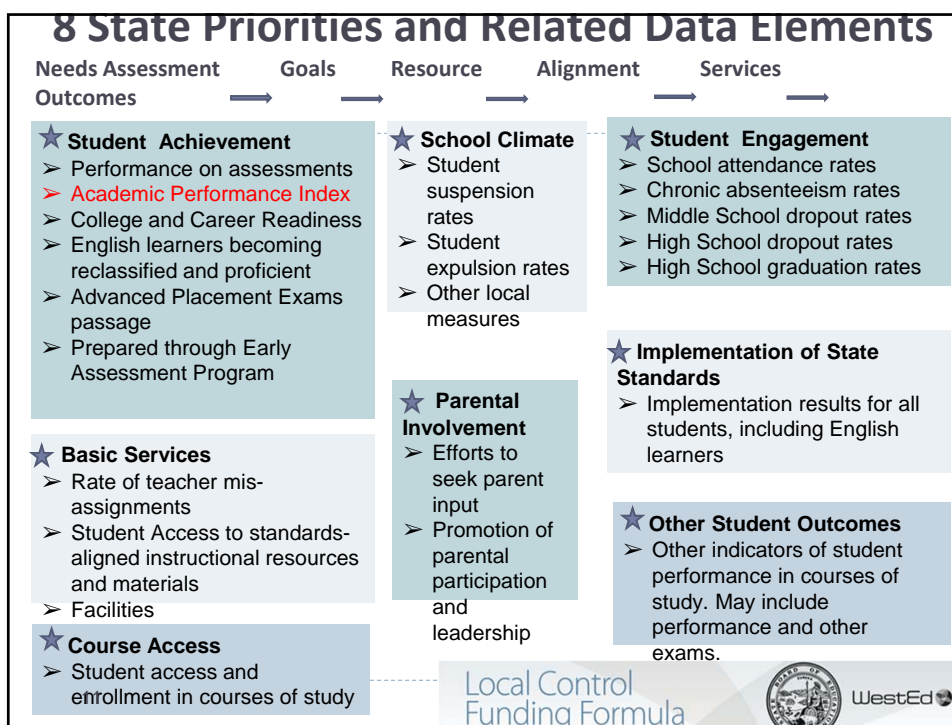 8 State Priorities and Related Data Elements
Needs Assessment Goals Resource Alignment Services
Outcomes
Student Achievement
➢ Performance on assessments
➢ Academic Performance Index
➢ College and Career Readiness
➢ English learners becoming
reclassified and proficient
➢ Advanced Placement Exams
passage
➢ Prepared through Early
Assessment Program
Basic Services
➢ Rate of teacher mis-
assignments
➢ Student Access to standards-
aligned instructional resources
and materials
➢ Facilities
Course Access
➢ Student access and
enrollment in courses of study
School Climate
➢ Student
suspension
rates
➢ Student
expulsion rates
➢ Other local
measures
Parental
Involvement
➢ Efforts to
seek parent
input
➢ Promotion of
parental
participation
and
leadership
Student Engagement
➢ School attendance rates
➢ Chronic absenteeism rates
➢ Middle School dropout rates
➢ High School dropout rates
➢ High School graduation rates
Implementation of State
Standards
➢ Implementation results for all
students, including English
learners
Other Student Outcomes
➢ Other indicators of student
performance in courses of
study. May include
performance and other
exams.
Local Control
Funding Formula
WestEd